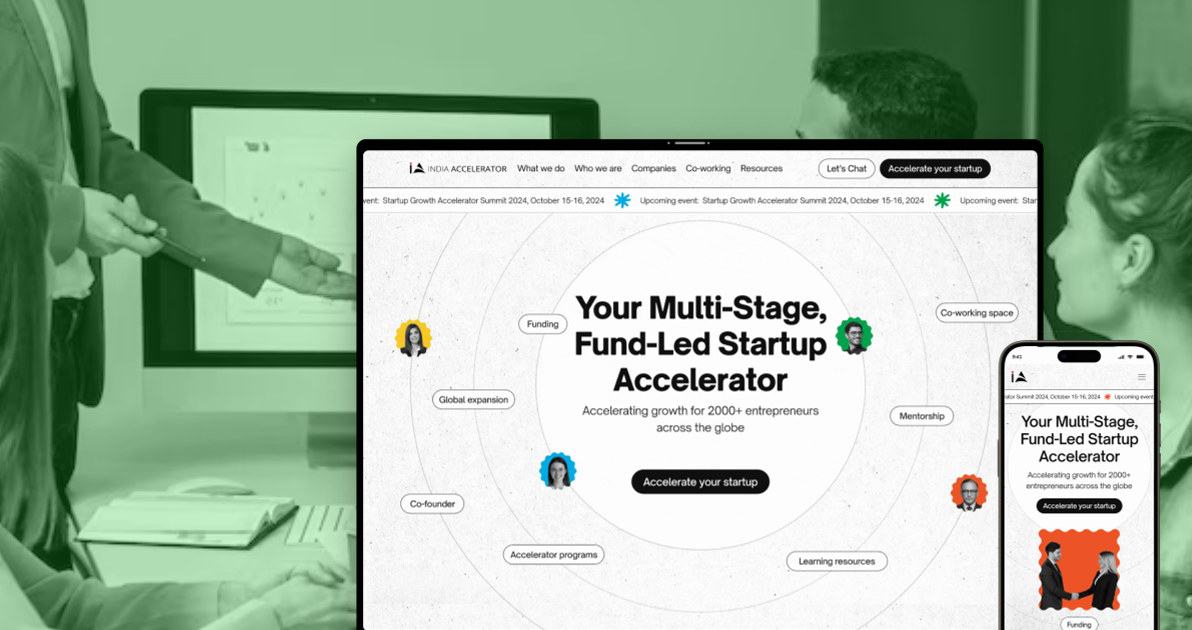 iA INDIA ACCELERATOR What we do Who we are Companies Co-working Resources Let's Chat Accelerate your startup
vent: Startup Growth Accelerator Summit 2024, October 15-16, 2024 Upcoming event: Startup Growth Accelerator Summit 2024, October 15-16, 2024 Upcoming event: Star
Your Multi-Stage,
Fund-Led Startup
Accelerator
Accelerating growth for 2000+ entrepreneurs
across the globe
Accelerate your startup
Funding
Co-working space
Global expansion
Mentorship
Co-founder
Accelerator programs
Learning resources
9:41
iA
ator Summit 2024, October 15-16, 2024 Upcoming event
Your Multi-Stage,
Fund-Led Startup
Accelerator
Accelerating growth for 2000+
entrepreneurs across the globe
Accelerate your startup
Funding